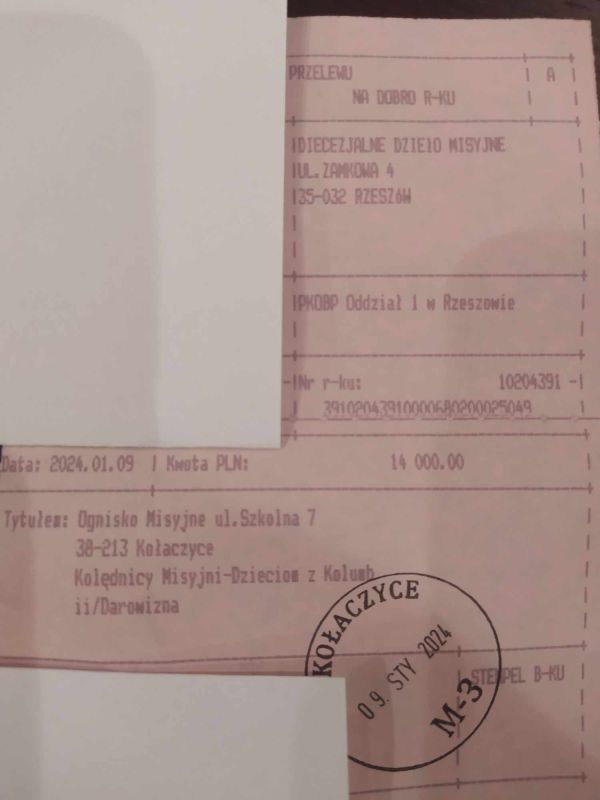 PRZELEWU | A |
NA DOBRO R-KU
DIECEZJALNE DZIEłO MISYJNE
UL.ZAMKOWA 4
35-032 RZESZóW
PKOBP Oddział 1 w Rzeszowie
Nr r-ku: 10204391
39102043910000680200025049
Data: 2024.01.09 | Kwota PLN: 14 000.00
Tytułem: Ognisko Misyjne ul.Szkolna 7
38-213 Kołaczyce
Kolędnicy Misyjni-Dzieciom z Kolumb
ii/Darowizna
KOŁACZYCE
09. STY 2024
M-3
STEMPEL B-KU